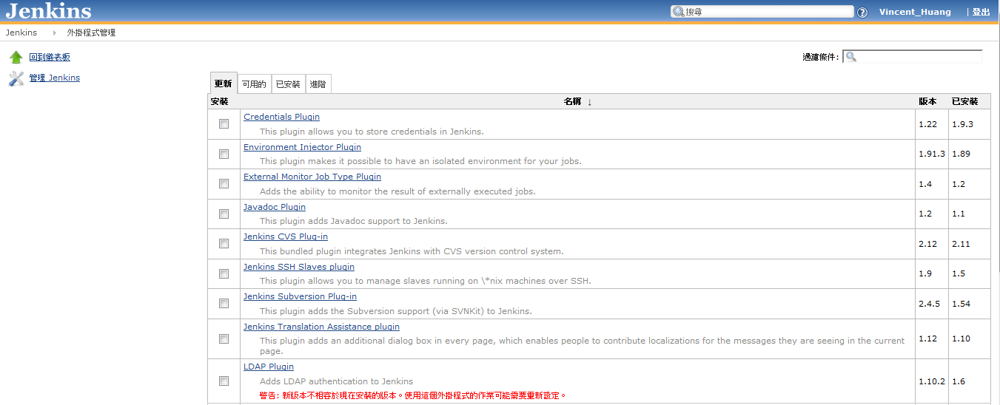 Jenkins
搜尋
Vincent_Huang
| 登出
Jenkins
外掛程式管理
回到儀表板
管理 Jenkins
過濾條件:
更新 可用的 已安裝 進階
安裝 名稱 ↓ 版本 已安裝
Credentials Plugin
This plugin allows you to store credentials in Jenkins.
1.22 1.9.3
Environment Injector Plugin
This plugin makes it possible to have an isolated environment for your jobs.
1.91.3 1.89
External Monitor Job Type Plugin
Adds the ability to monitor the result of externally executed jobs.
1.4 1.2
Javadoc Plugin
This plugin adds Javadoc support to Jenkins.
1.2 1.1
Jenkins CVS Plug-in
This bundled plugin integrates Jenkins with CVS version control system.
2.12 2.11
Jenkins SSH Slaves plugin
This plugin allows you to manage slaves running on \*nix machines over SSH.
1.9 1.5
Jenkins Subversion Plug-in
This plugin adds the Subversion support (via SVNKit) to Jenkins.
2.4.5 1.54
Jenkins Translation Assistance plugin
This plugin adds an additional dialog box in every page, which enables people to contribute localizations for the messages they are seeing in the current
page.
1.12 1.10
LDAP Plugin
Adds LDAP authentication to Jenkins
警告: 新版本不相容於現在安裝的版本。使用這個外掛程式的作業可能需要重新設定。
1.10.2 1.6